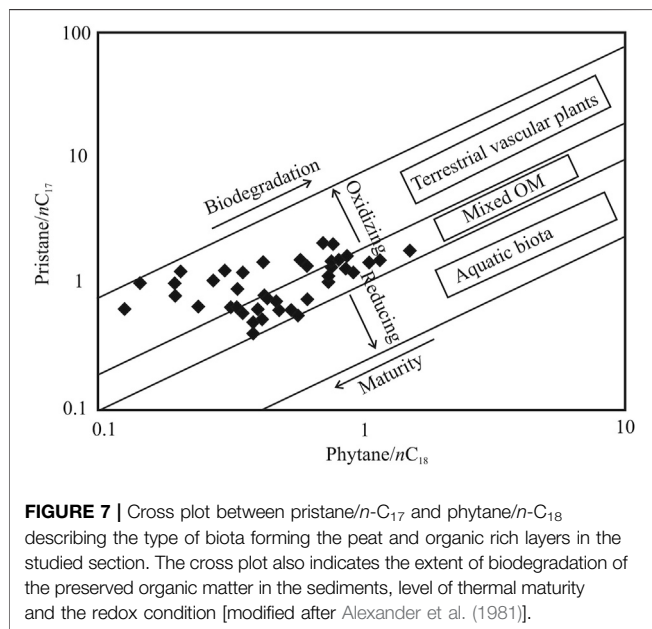 100
10
1
0.1
Pristane/nC17
Biodegradation
Oxidizing
Reducing
Maturity
Terrestrial vascular plants
Mixed OM
Aquatic biota
0.1
1
10
Phytane/nC18
FIGURE 7 | Cross plot between pristane/n-C17 and phytane/n-C18
describing the type of biota forming the peat and organic rich layers in the
studied section. The cross plot also indicates the extent of biodegradation of
the preserved organic matter in the sediments, level of thermal maturity
and the redox condition [modified after Alexander et al. (1981)].